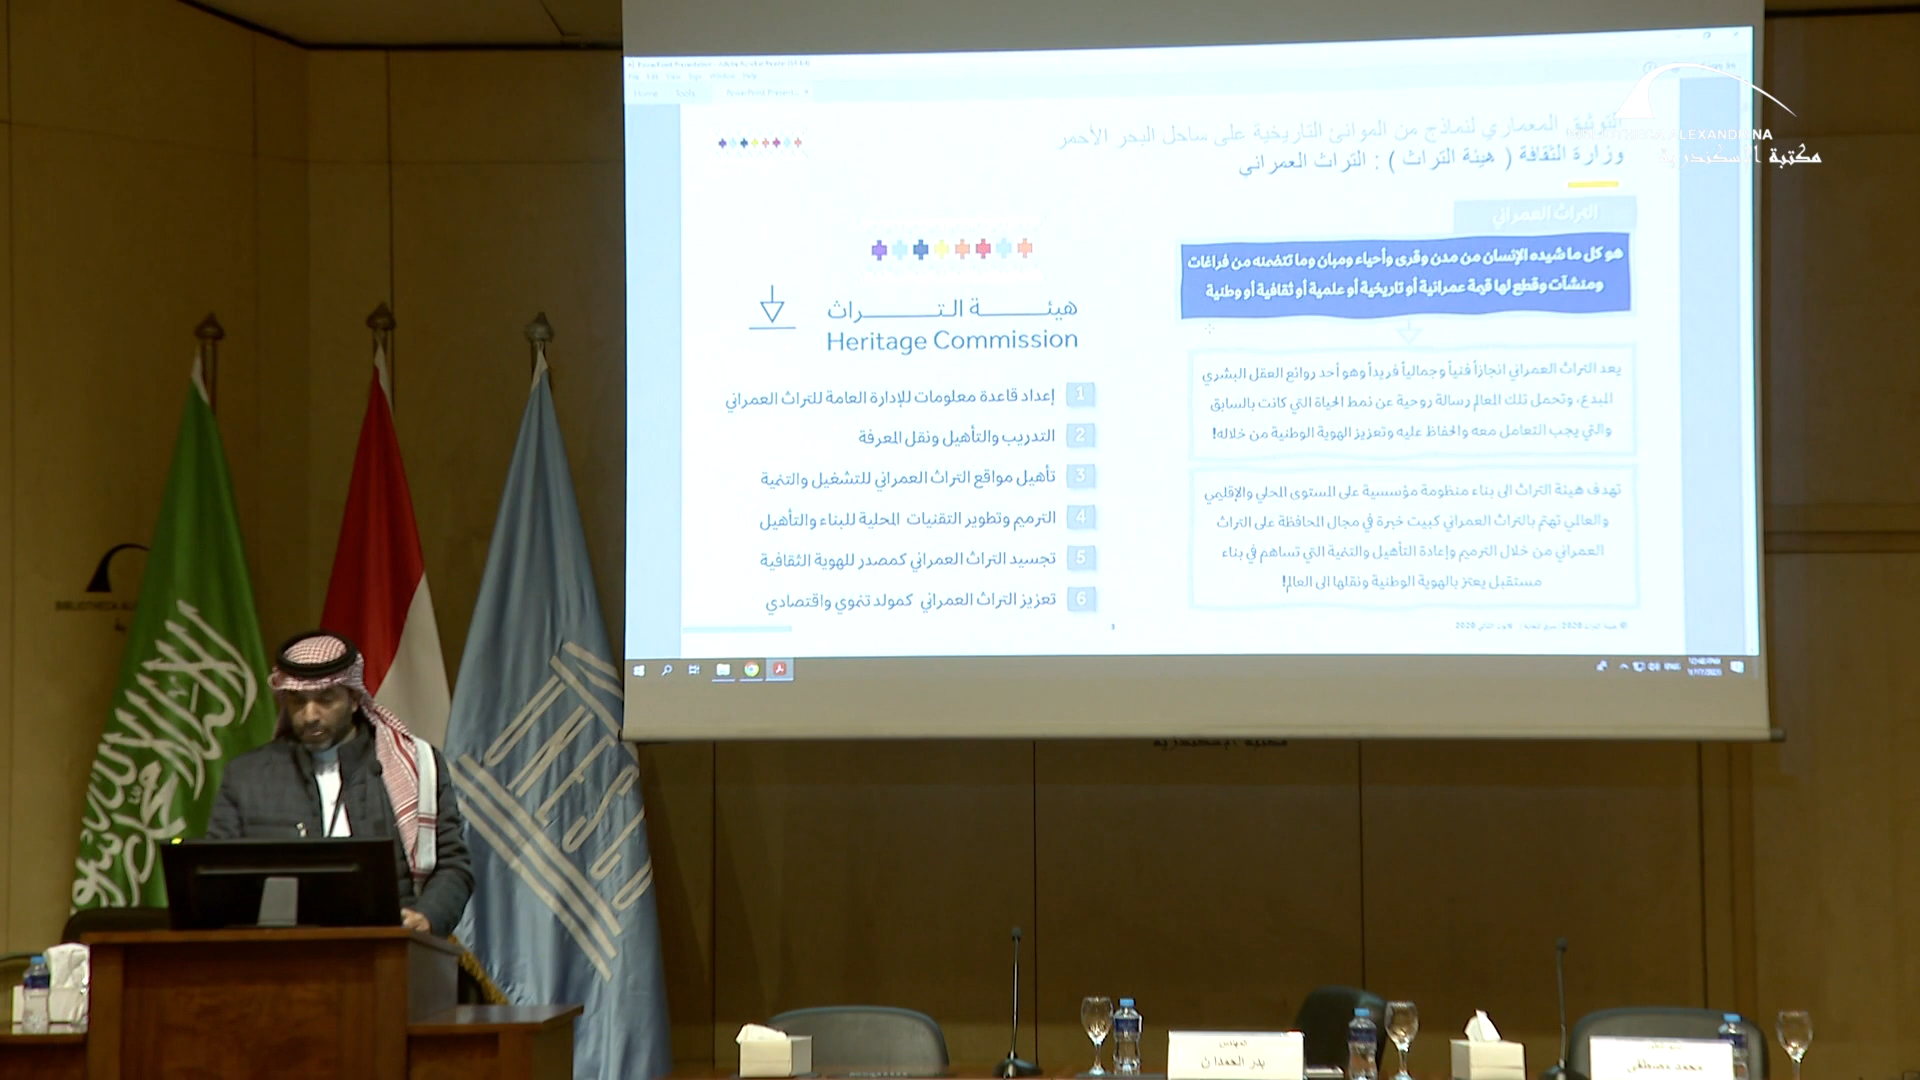 التوثيق المعماري لنماذج من الموانئ التاريخية على ساحل البحر الأحمر
وزارة الثقافة ( هيئة التراث ) : التراث العمراني
BIBLIOTHECA ALEXANDRINA
مكتبة الإسكندرية
التراث العمراني
هو كل ما شيده الإنسان من مدن وقرى وأحياء ومبان وما تتضمنه من فراغات
ومنشآت وقطع لها قيمة عمرانية أو تاريخية أو علمية أو ثقافية أو وطنية
يعد التراث العمراني انجازاً فنياً وجمالياً فريداً وهو أحد روائع العقل البشري
المبدع، وتحمل تلك المعالم رسالة روحية عن نمط الحياة التي كانت بالسابق
والتي يجب التعامل معه والحفاظ عليه وتعزيز الهوية الوطنية من خلاله!
تهدف هيئة التراث الى بناء منظومة مؤسسية على المستوى المحلي والإقليمي
والعالمي تهتم بالتراث العمراني كبيت خبرة في مجال المحافظة على التراث
العمراني من خلال الترميم وإعادة التأهيل والتنمية التي تساهم في بناء
مستقبل يعتز بالهوية الوطنية ونقلها الى العالم!
هيئة التراث
Heritage Commission
1 إعداد قاعدة معلومات للإدارة العامة للتراث العمراني
2 التدريب والتأهيل ونقل المعرفة
3 تأهيل مواقع التراث العمراني للتشغيل والتنمية
4 الترميم وتطوير التقنيات المحلية للبناء والتأهيل
5 تجسيد التراث العمراني كمصدر للهوية الثقافية
6 تعزيز التراث العمراني كمولد تنموي واقتصادي
Home Tools
مكتبة الإسكندرية
UNESCO
المهندس
بدر الحمدان
محمد مصطفى